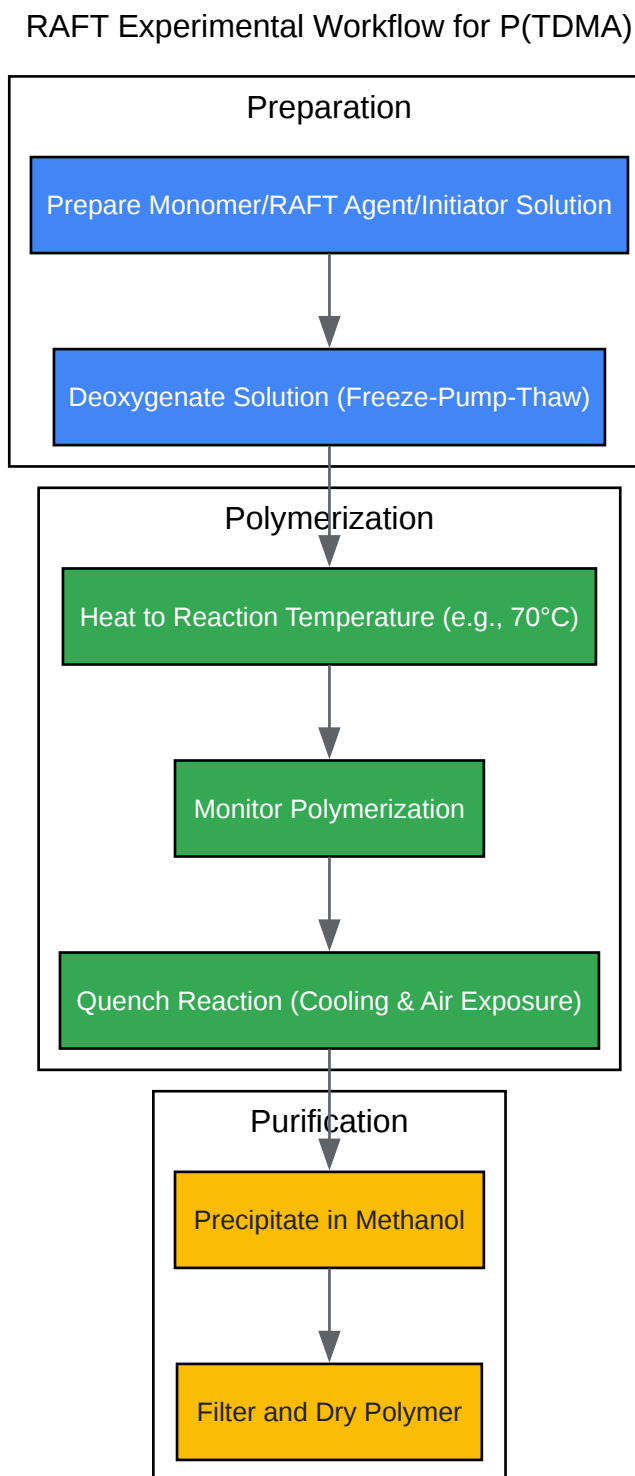 RAFT Experimental Workflow for P(TDMA)
Preparation
Prepare Monomer/RAFT Agent/Initiator Solution
Deoxygenate Solution (Freeze-Pump-Thaw)
Polymerization
Heat to Reaction Temperature (e.g., 70°C)
Monitor Polymerization
Quench Reaction (Cooling & Air Exposure)
Purification
Precipitate in Methanol
Filter and Dry Polymer